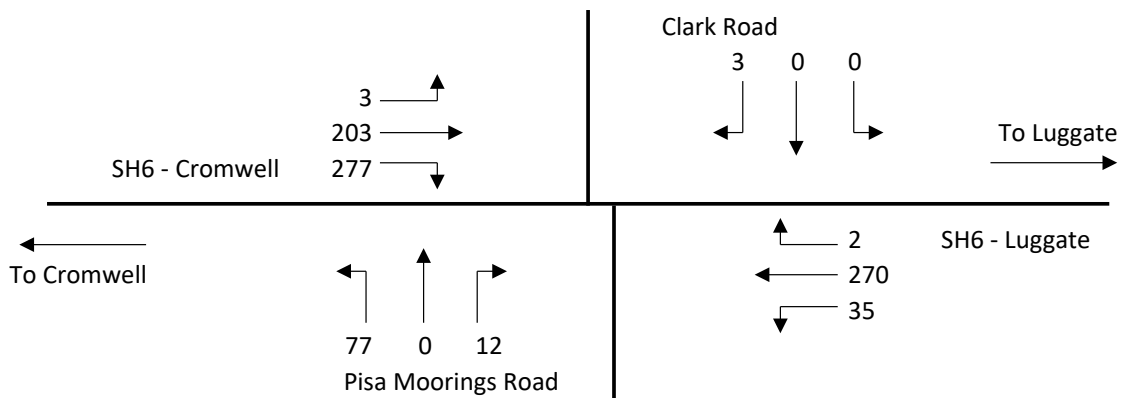 Clark Road
3 0 0
3
203
277
SH6 - Cromwell
To Luggate
To Cromwell
2
270
35
SH6 - Luggate
77 0 12
Pisa Moorings Road